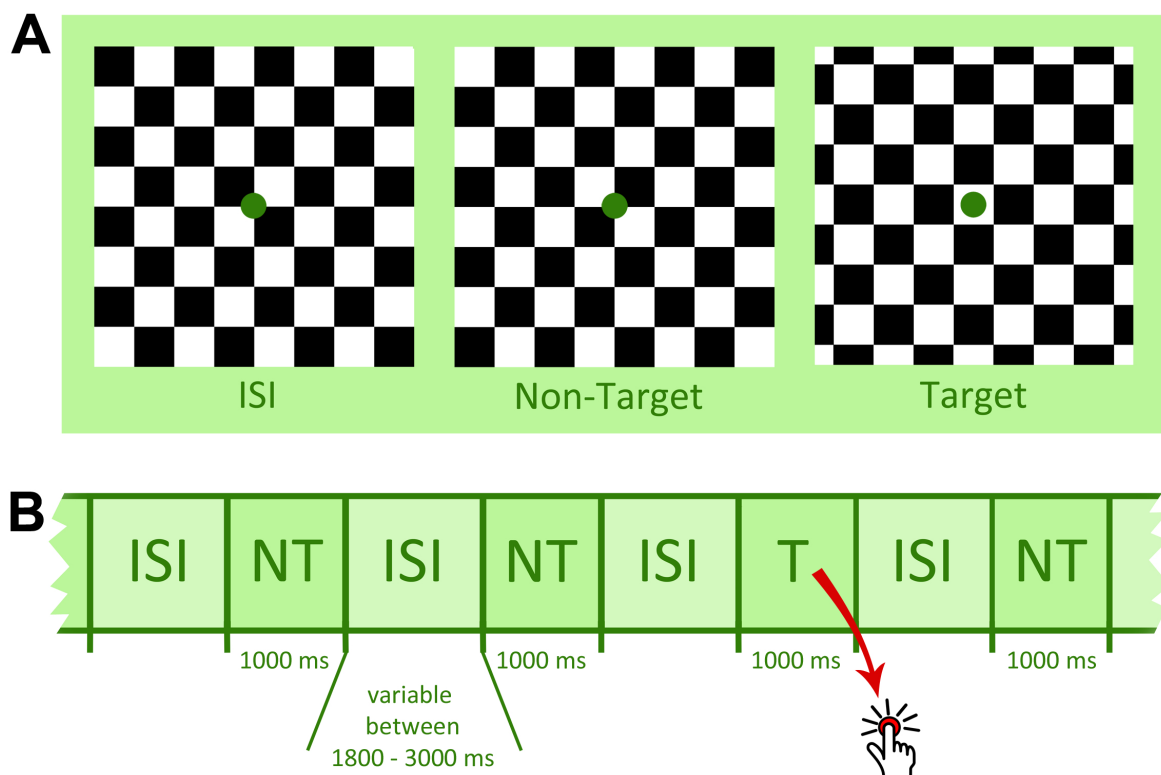 A
ISI
Non-Target
Target
B
ISI
NT
ISI
NT
ISI
T
ISI
NT
1000 ms
1000 ms
1000 ms
1000 ms
variable
between
1800 - 3000 ms